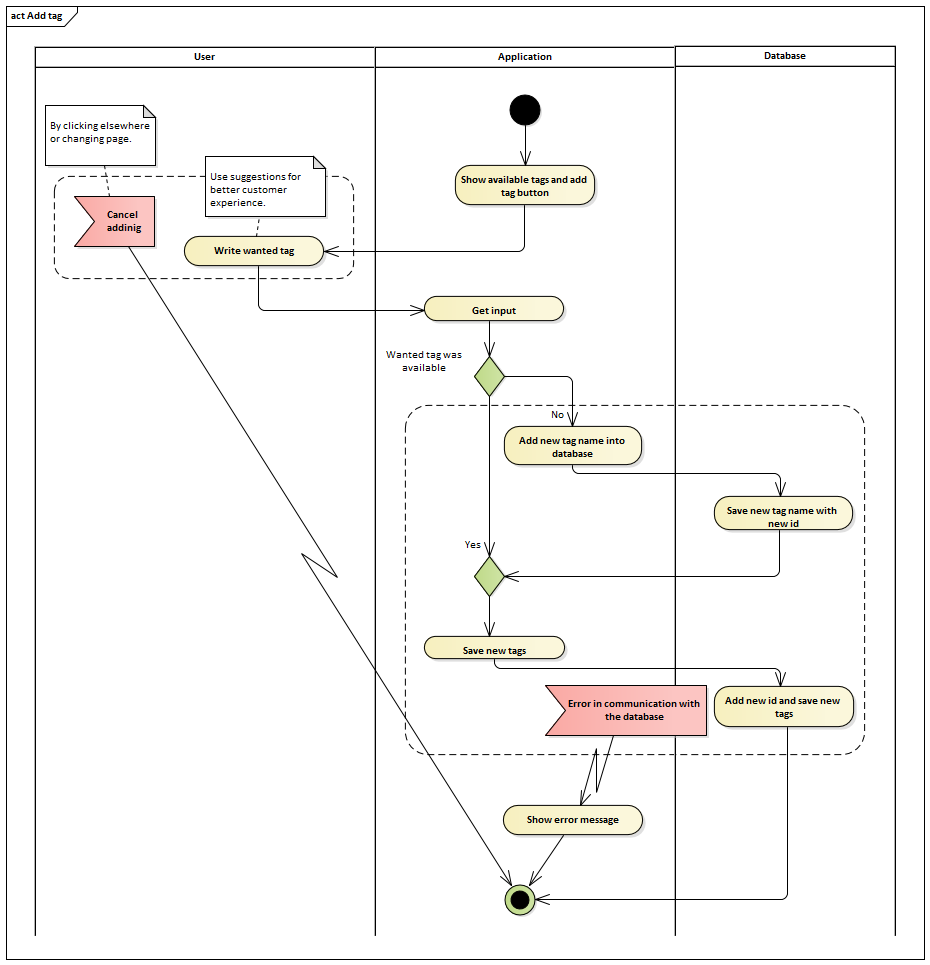 act Add tag
User
Application
Database
By clicking elsewhere
or changing page.
Use suggestions for
better customer
experience.
Show available tags and add
tag button
Cancel
addinig
Write wanted tag
Get input
Wanted tag was
available
No
Add new tag name into
database
Save new tag name with
new id
Yes
Save new tags
Error in communication with
the database
Add new id and save new
tags
Show error message